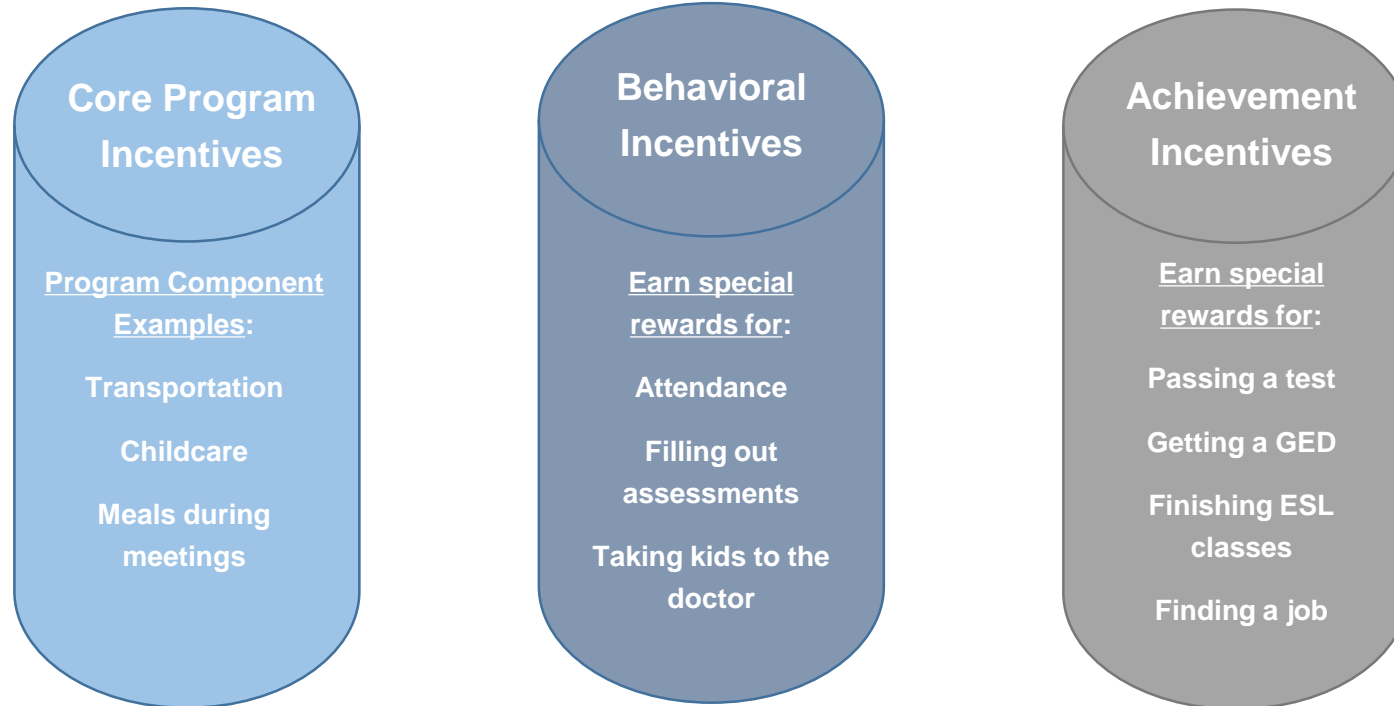 Core Program
Incentives
Program Component
Examples:
Transportation
Childcare
Meals during
meetings
Behavioral
Incentives
Earn special
rewards for:
Attendance
Filling out
assessments
Taking kids to the
doctor
Achievement
Incentives
Earn special
rewards for:
Passing a test
Getting a GED
Finishing ESL
classes
Finding a job